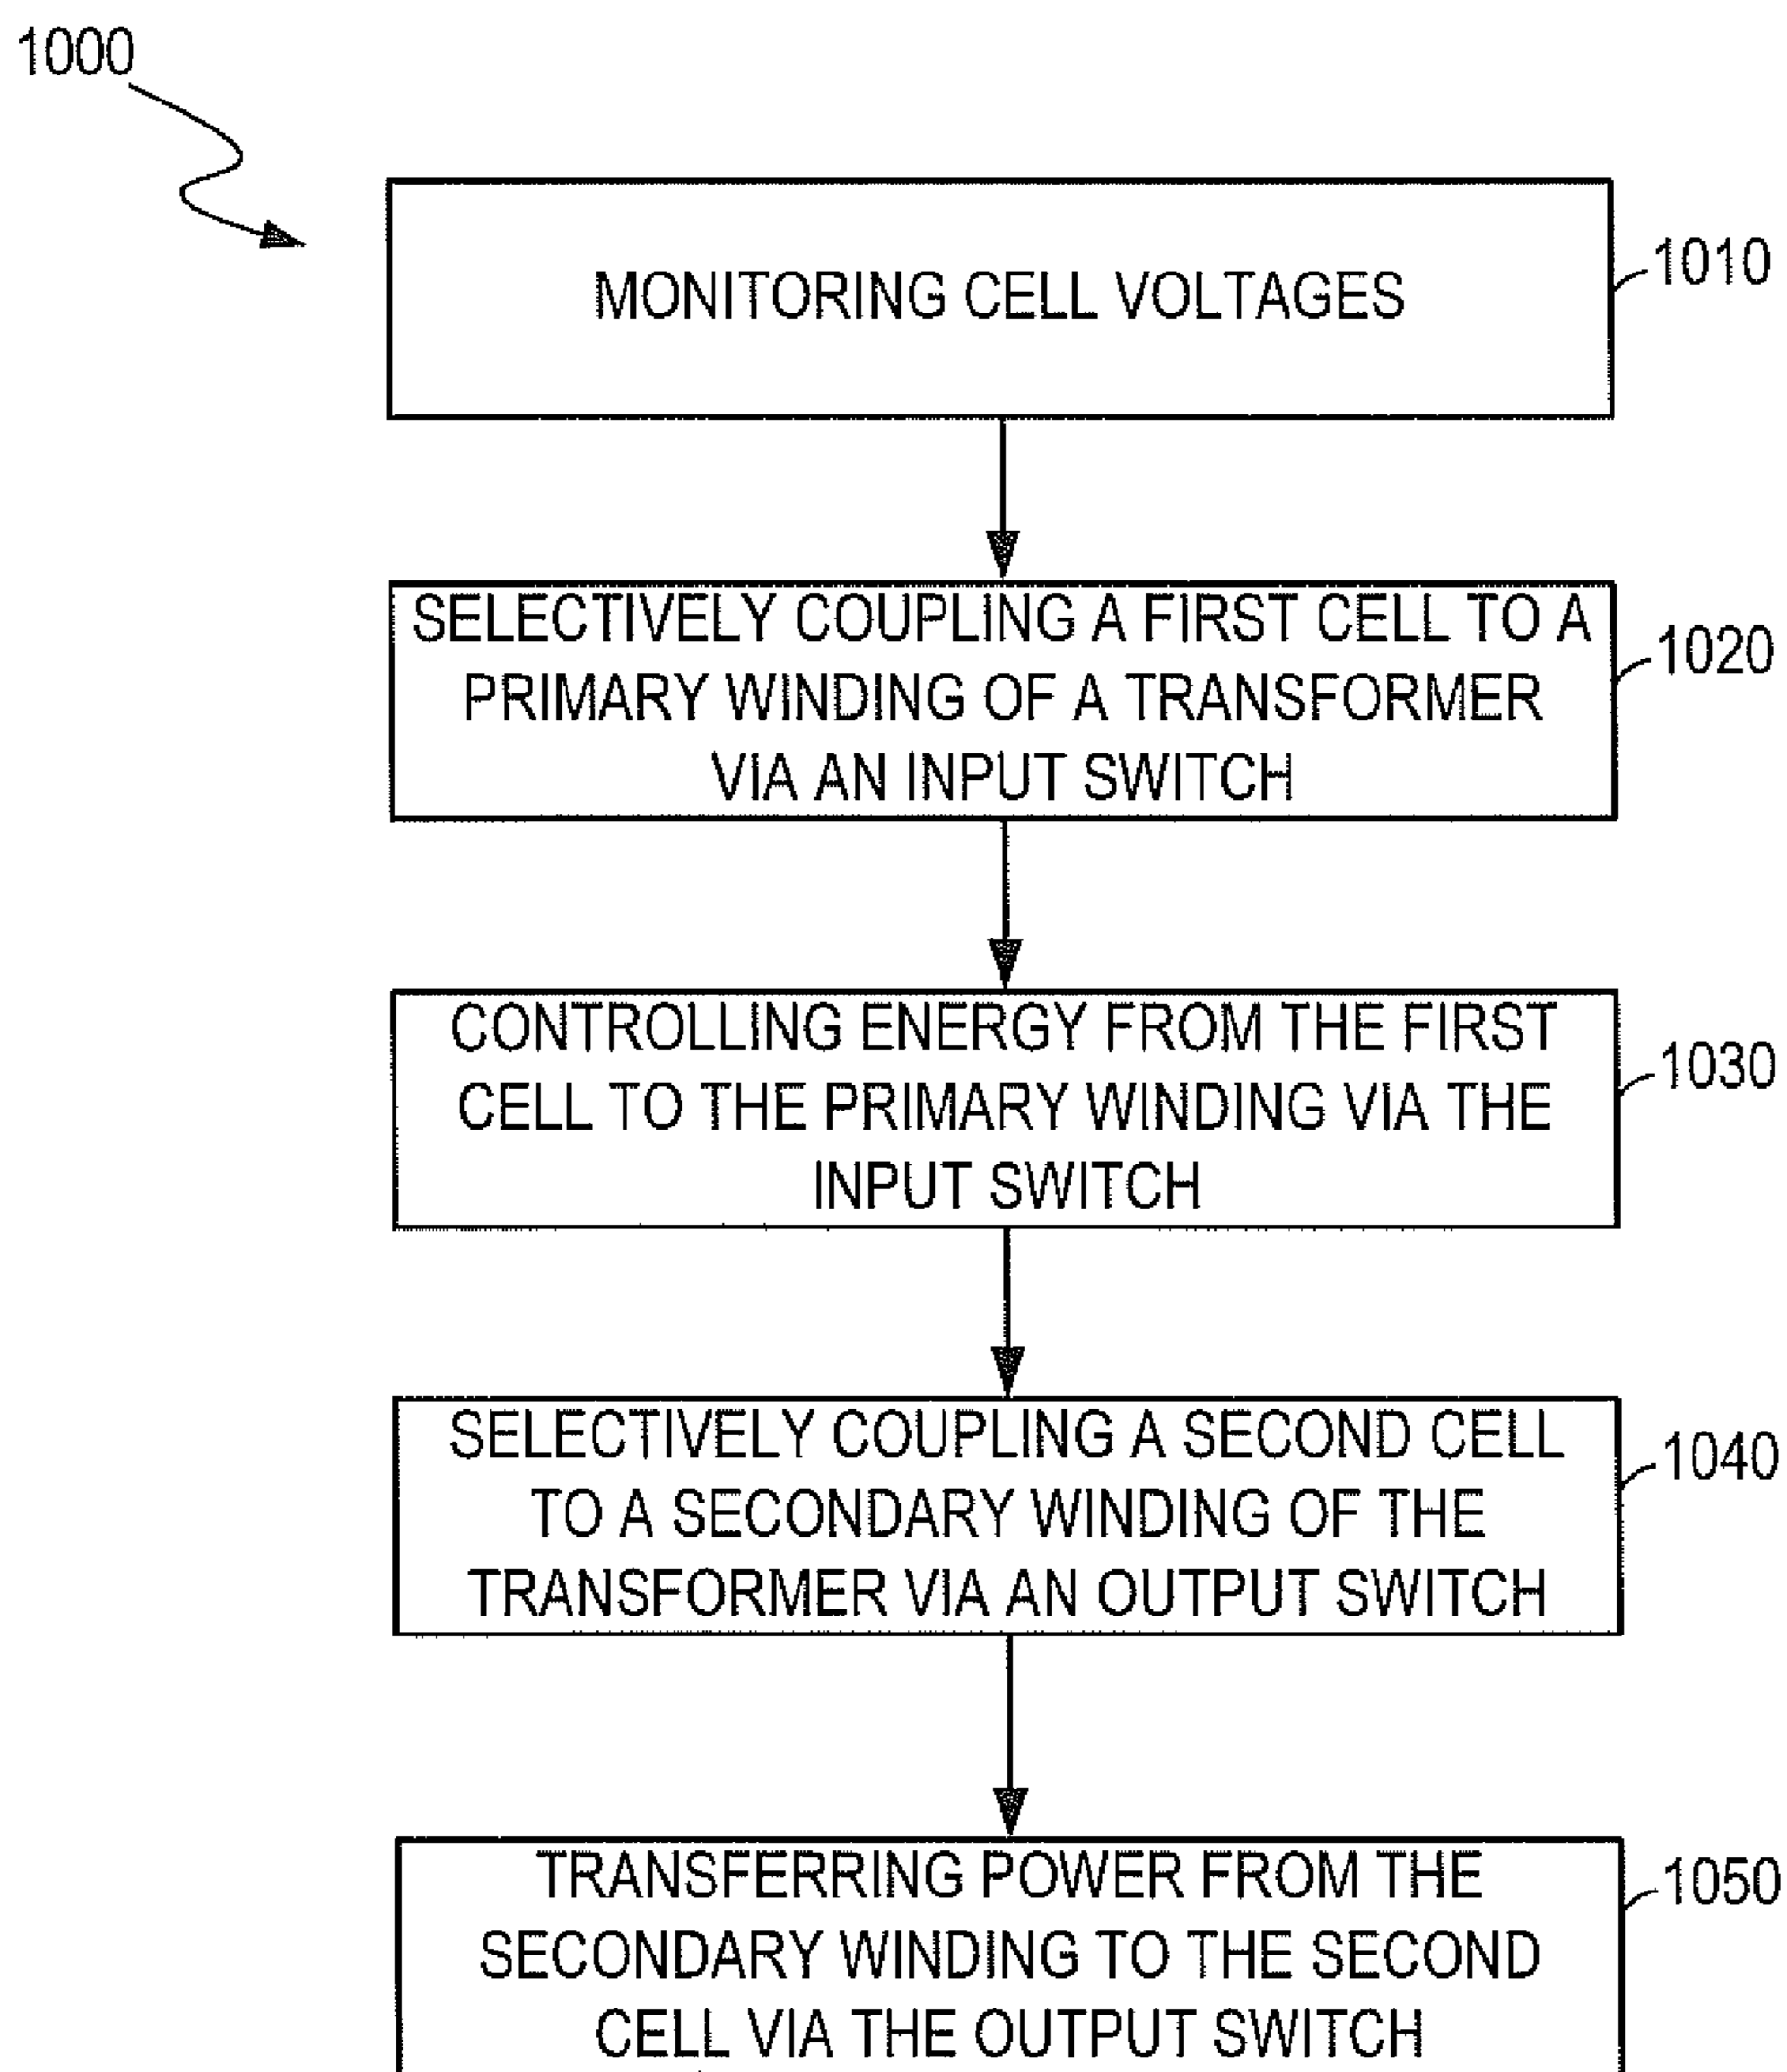 1000
MONITORING CELL VOLTAGES
1010
SELECTIVELY COUPLING A FIRST CELL TO A
PRIMARY WINDING OF A TRANSFORMER
VIA AN INPUT SWITCH
1020
CONTROLLING ENERGY FROM THE FIRST
CELL TO THE PRIMARY WINDING VIA THE
INPUT SWITCH
1030
SELECTIVELY COUPLING A SECOND CELL
TO A SECONDARY WINDING OF THE
TRANSFORMER VIA AN OUTPUT SWITCH
1040
TRANSFERRING POWER FROM THE
SECONDARY WINDING TO THE SECOND
CELL VIA THE OUTPUT SWITCH
1050